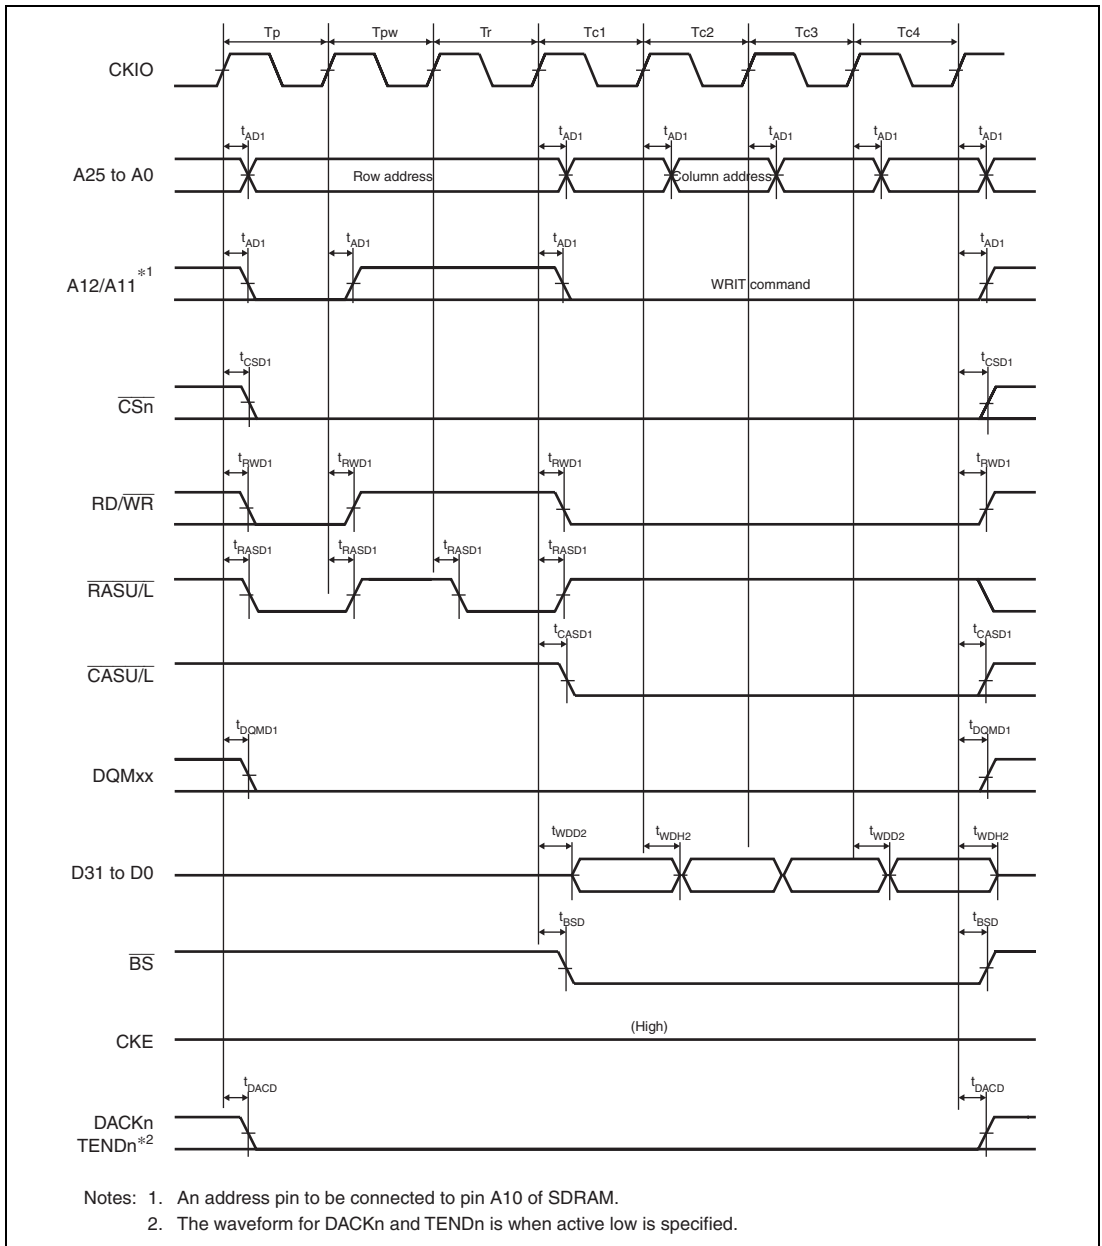 Tp Tpw Tr Tc1 Tc2 Tc3 Tc4
CKIO
tAD1 tAD1 tAD1 tAD1 tAD1 tAD1
A25 to A0 Row address Column address
tAD1 tAD1 tAD1 tAD1
A12/A11*1 WRIT command
tCSD1 tCSD1
CSn
tRWD1 tRWD1 tRWD1 tRWD1
RD/WR
tRASD1 tRASD1 tRASD1 tRASD1
RASU/L
tCASD1 tCASD1
CASU/L
tDQMD1 tDQMD1
DQMxx
tWDD2 tWDH2 tWDD2 tWDH2
D31 to D0
tBSD tBSD
BS
(High)
CKE
tDACD tDACD
DACKn
TENDn*2
Notes: 1. An address pin to be connected to pin A10 of SDRAM.
2. The waveform for DACKn and TENDn is when active low is specified.